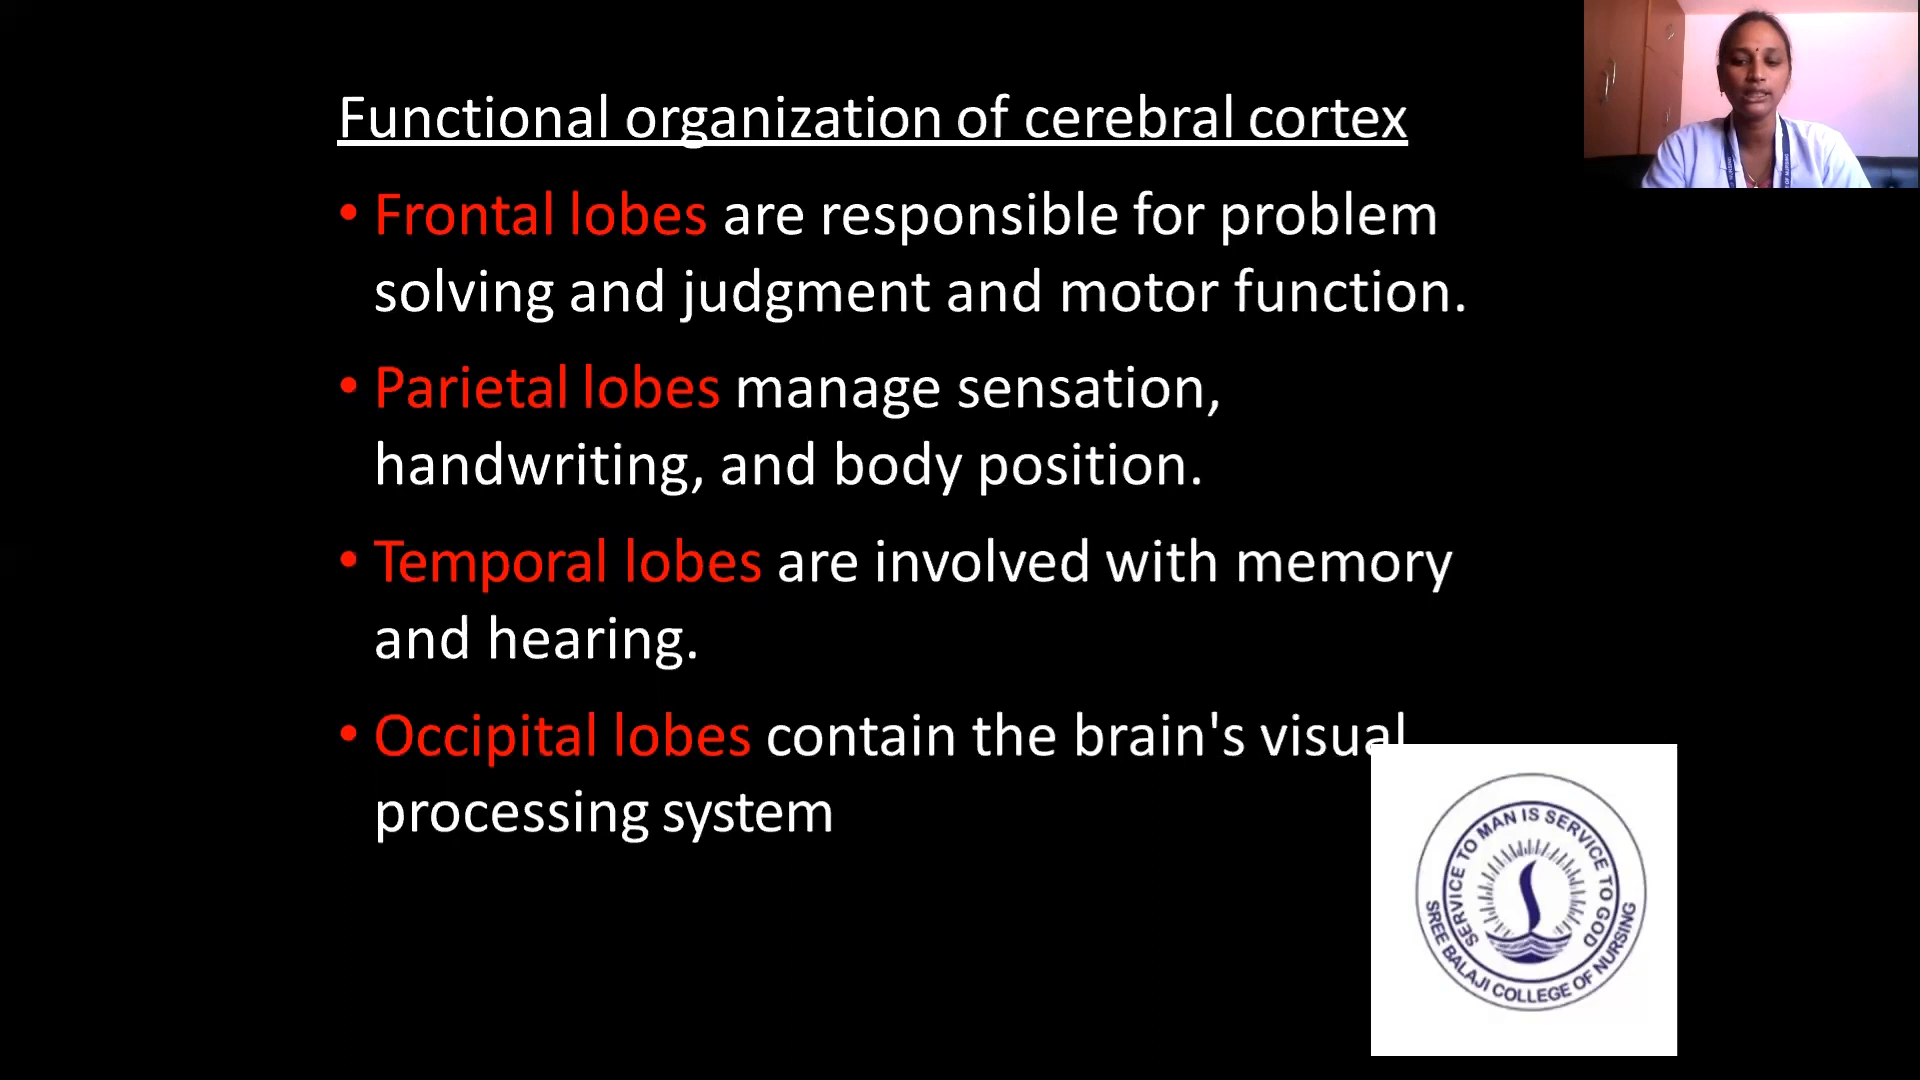 Functional organization of cerebral cortex
• Frontal lobes are responsible for problem
solving and judgment and motor function.
• Parietal lobes manage sensation,
handwriting, and body position.
• Temporal lobes are involved with memory
and hearing.
• Occipital lobes contain the brain's visual
processing system
SERVICE TO MAN IS SERVICE TO GOD
SREE BALAJI COLLEGE OF NURSING